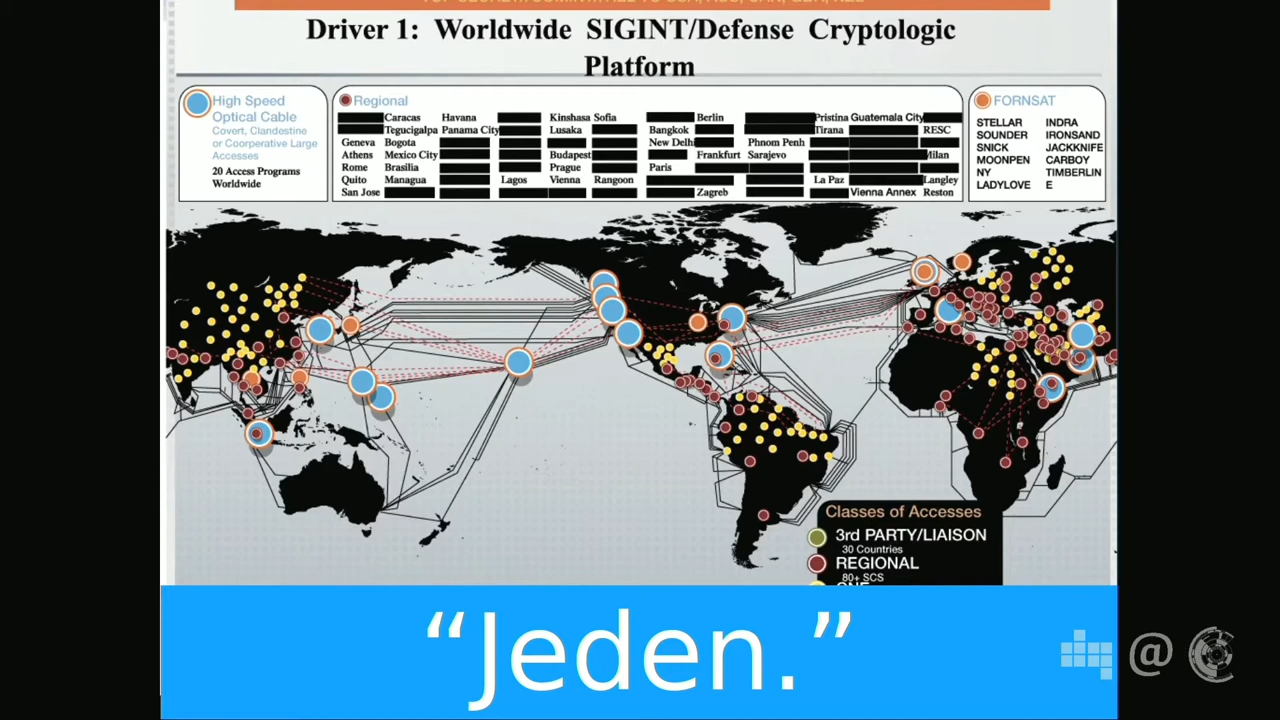 Driver 1: Worldwide SIGINT/Defense Cryptologic
Platform
High Speed
Optical Cable
Covert, Clandestine
or Coorperative Large
Accesses
20 Access Programs
Worldwide
Regional
Caracas Havana Kinshasa Sofia Berlin Pristina Guatemala City
Tegucigalpa Panama City Lusaka Bangkok Tirana RESC
Geneva Bogota New Delhi Phnom Penh
Athens Mexico City Budapest Frankfurt Sarajevo Milan
Rome Brasilia Prague Paris
Quito Managua Lagos Vienna Rangoon La Paz Langley
San Jose Zagreb Vienna Annex Reston
FORNSAT
STELLAR INDRA
SOUNDER IRONSAND
SNICK JACKKNIFE
MOONPEN CARBOY
NY TIMBERLIN
LADYLOVE E
Classes of Accesses
3rd PARTY/LIAISON
30 Countries
REGIONAL
80+ SCS
“Jeden.”
@